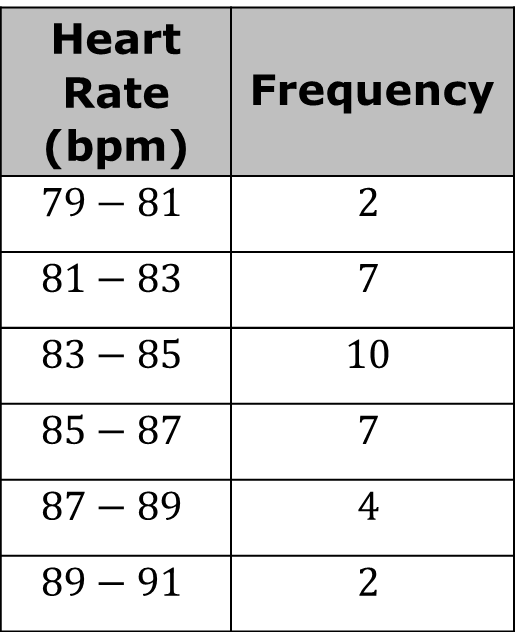 Heart
Rate
(bpm)
Frequency
79 – 81 2
81 – 83 7
83 – 85 10
85 – 87 7
87 – 89 4
89 – 91 2